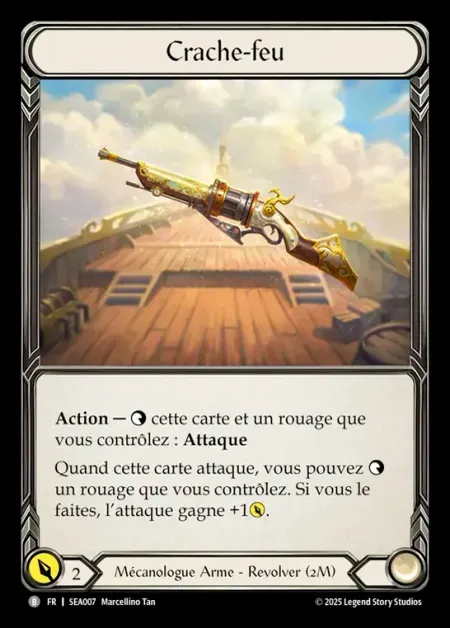 Crache-feu
Action — cette carte et un rouage que
vous contrôlez : Attaque
Quand cette carte attaque, vous pouvez
un rouage que vous contrôlez. Si vous le
faites, l'attaque gagne +1.
2
Mécanologue Arme - Revolver (2M)
B FR | SEA007 Marcellino Tan
© 2025 Legend Story Studios